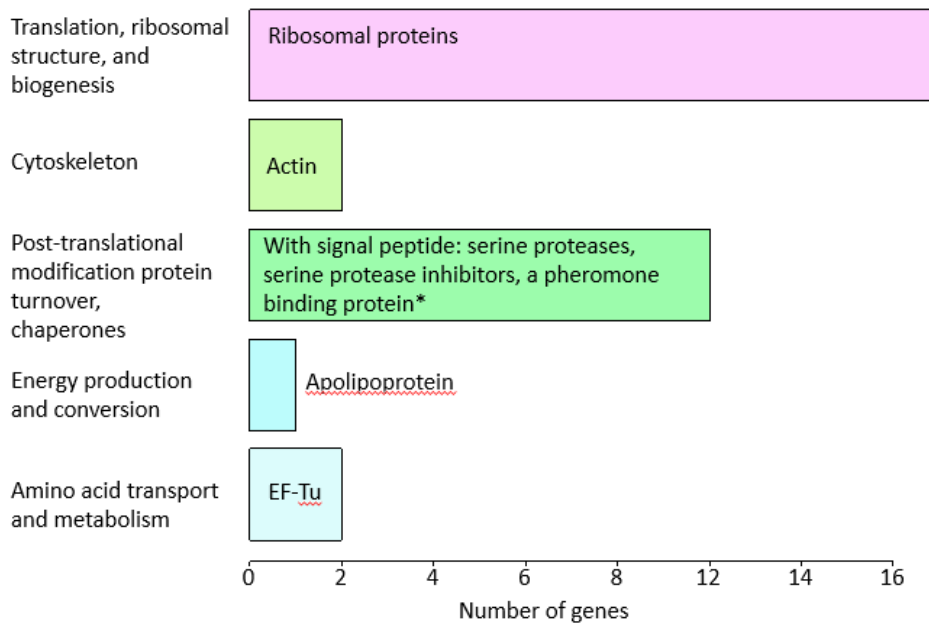 Translation, ribosomal
structure, and
biogenesis
Ribosomal proteins
Cytoskeleton
Actin
Post-translational
modification protein
turnover,
chaperones
With signal peptide: serine proteases,
serine protease inhibitors, a pheromone
binding protein*
Energy production
and conversion
Apolipoprotein
Amino acid transport
and metabolism
EF-Tu
0 2 4 6 8 12 14 16
Number of genes